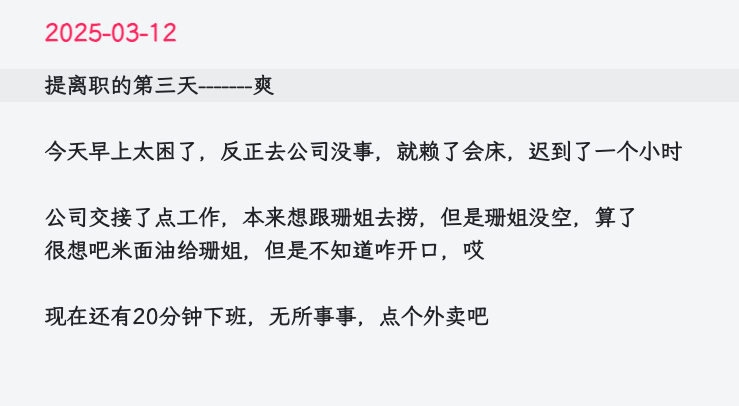 2025-03-12
提离职的第三天-------爽
今天早上太困了，反正去公司没事，就赖了会床，迟到了一个小时
公司交接了点工作，本来想跟珊姐去捞，但是珊姐没空，算了
很想吧米面油给珊姐，但是不知道咋开口，哎
现在还有20分钟下班，无所事事，点个外卖吧